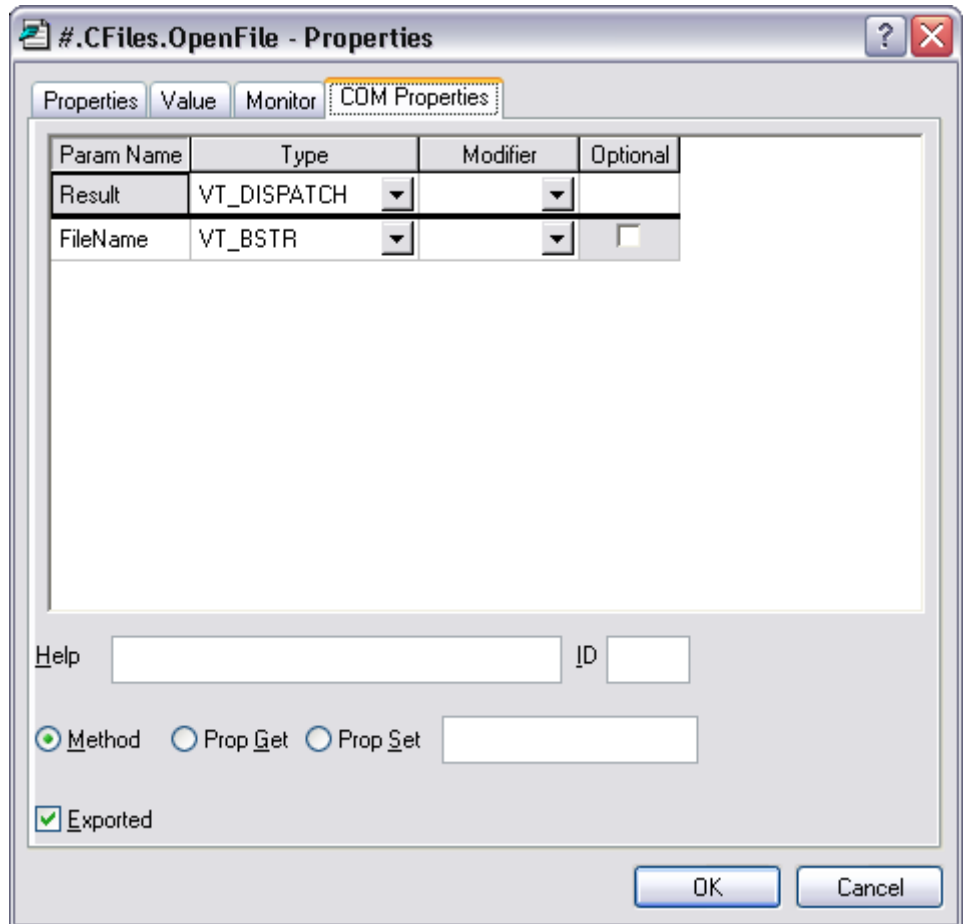 #.CFiles.OpenFile - Properties ?
Properties Value Monitor COM Properties
Param Name Type Modifier Optional
Result VT_DISPATCH
FileName VT_BSTR
Help ID
Method Prop Get Prop Set
Exported
OK Cancel